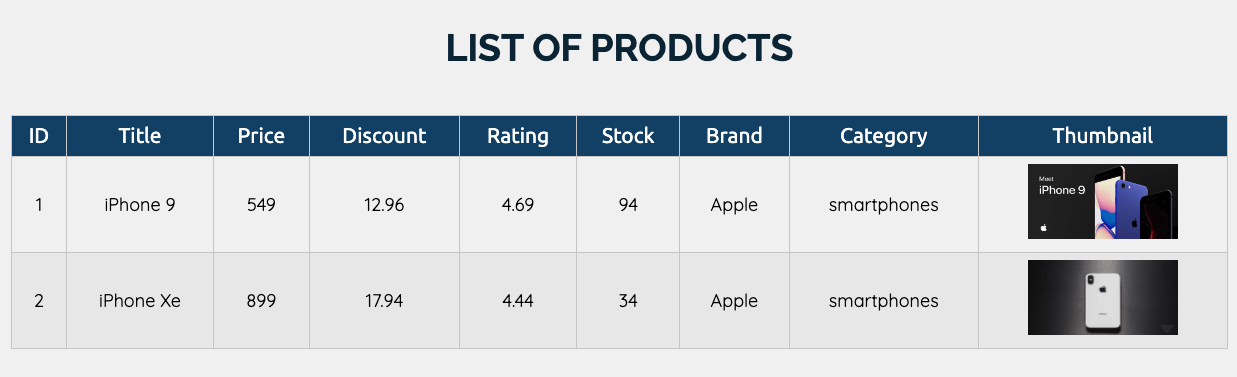 LIST OF PRODUCTS
ID Title Price Discount Rating Stock Brand Category Thumbnail
1 iPhone 9 549 12.96 4.69 94 Apple smartphones
Meet
iPhone 9
2 iPhone Xe 899 17.94 4.44 34 Apple smartphones